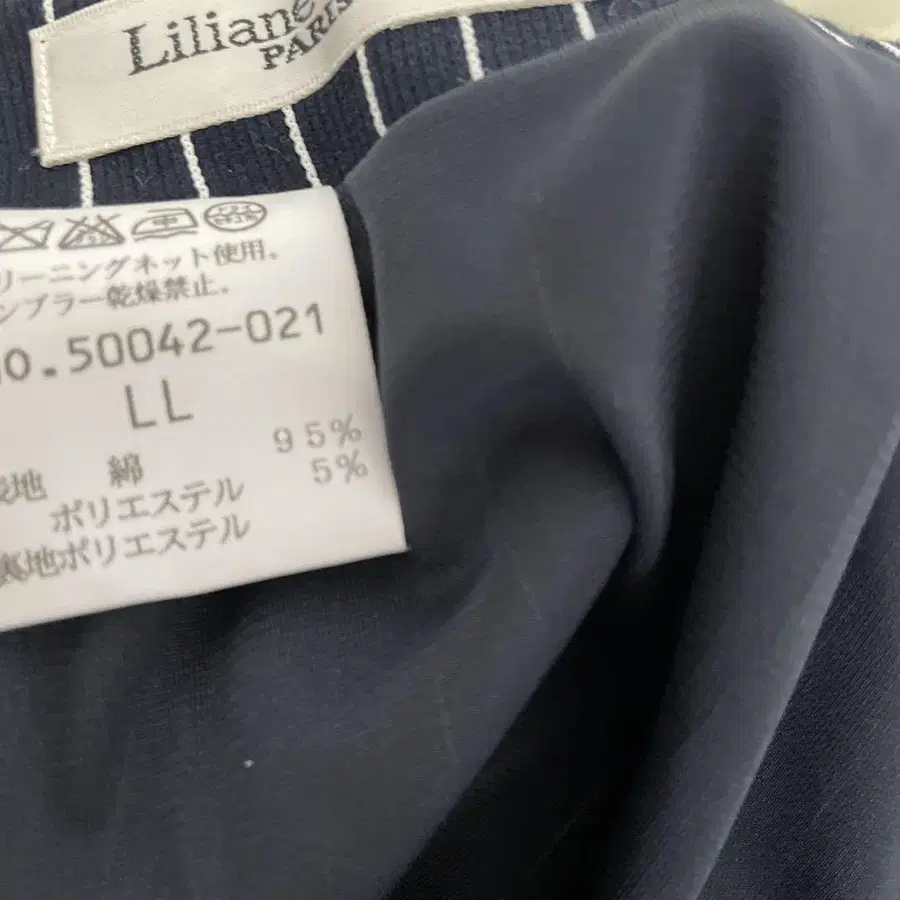 Liliane
PARIS
リーニングネット使用。
ンブラー乾燥禁止。
no.50042-021
LL
95%
表地 綿 5%
ポリエステル
裏地ポリエステル